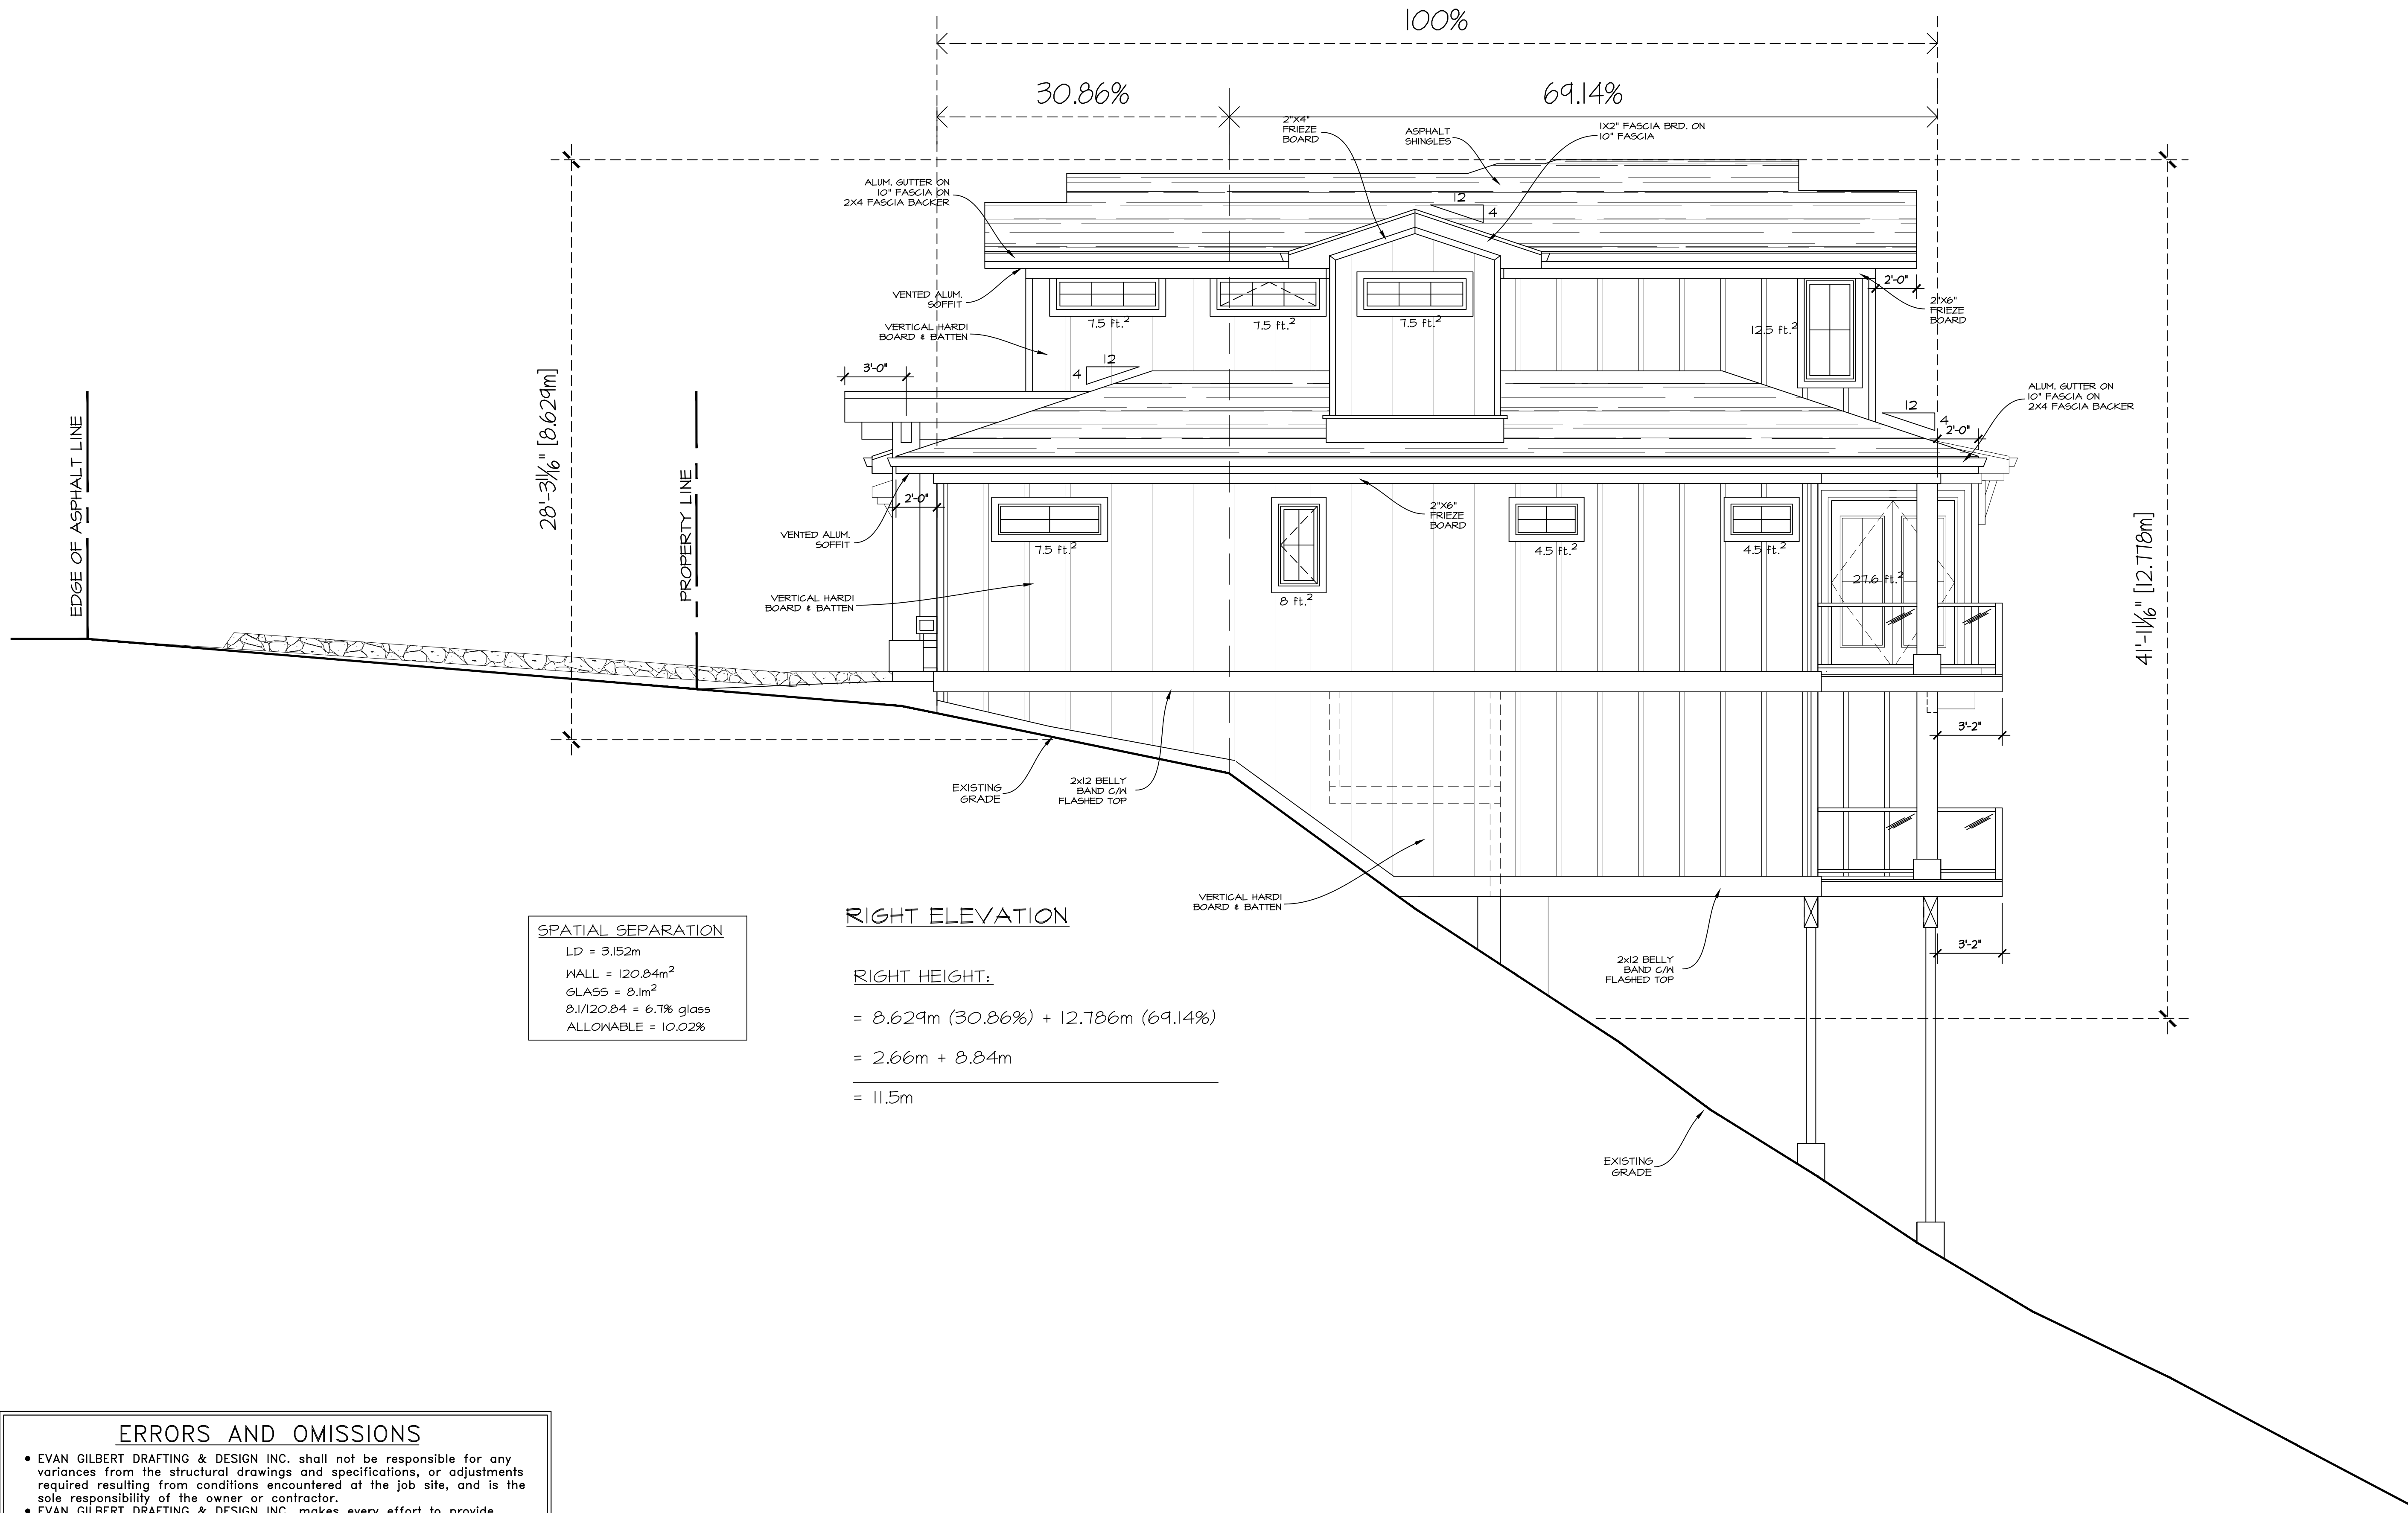 100%
30.86%
69.14%
2"X4"
FRIEZE
BOARD
ASPHALT
SHINGLES
1X2" FASCIA BRD. ON
10" FASCIA
ALUM. GUTTER ON
10" FASCIA ON
2X4 FASCIA BACKER
12
4
VENTED ALUM.
SOFFIT
2'-0"
2"X6"
FRIEZE
BOARD
7.5 ft.²
7.5 ft.²
7.5 ft.²
12.5 ft.²
VERTICAL HARDI
BOARD & BATTEN
12
4
3'-0"
28'-3 11/16" [8.629m]
EDGE OF ASPHALT LINE
PROPERTY LINE
ALUM. GUTTER ON
10" FASCIA ON
2X4 FASCIA BACKER
12
4
2'-0"
2'-0"
2"X6"
FRIEZE
BOARD
VENTED ALUM.
SOFFIT
7.5 ft.²
8 ft.²
4.5 ft.²
4.5 ft.²
27.6 ft.²
41'-11 1/16" [12.778m]
VERTICAL HARDI
BOARD & BATTEN
3'-2"
EXISTING
GRADE
2x12 BELLY
BAND C/W
FLASHED TOP
VERTICAL HARDI
BOARD & BATTEN
3'-2"
2x12 BELLY
BAND C/W
FLASHED TOP
SPATIAL SEPARATION
LD = 3.152m
WALL = 120.84m²
GLASS = 8.1m²
8.1/120.84 = 6.7% glass
ALLOWABLE = 10.02%
RIGHT ELEVATION
RIGHT HEIGHT:
= 8.629m (30.86%) + 12.786m (69.14%)
= 2.66m + 8.84m
= 11.5m
EXISTING
GRADE
ERRORS AND OMISSIONS
• EVAN GILBERT DRAFTING & DESIGN INC. shall not be responsible for any
variances from the structural drawings and specifications, or adjustments
required resulting from conditions encountered at the job site, and is the
sole responsibility of the owner or contractor.
• EVAN GILBERT DRAFTING & DESIGN INC. makes every effort to provide